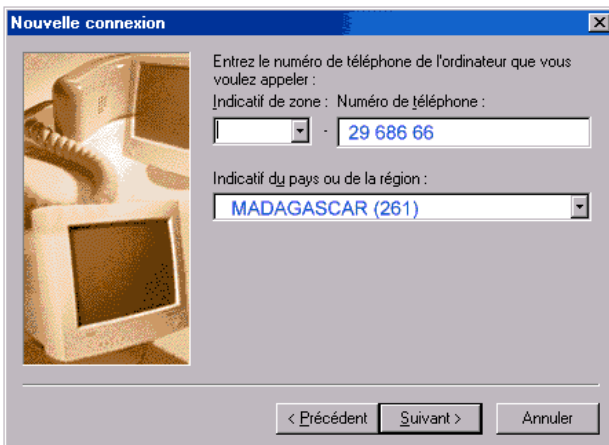 Nouvelle connexion
Entrez le numéro de téléphone de l'ordinateur que vous
voulez appeler :
Indicatif de zone : Numéro de téléphone :
- 29 686 66
Indicatif du pays ou de la région :
MADAGASCAR (261)
< Précédent Suivant > Annuler